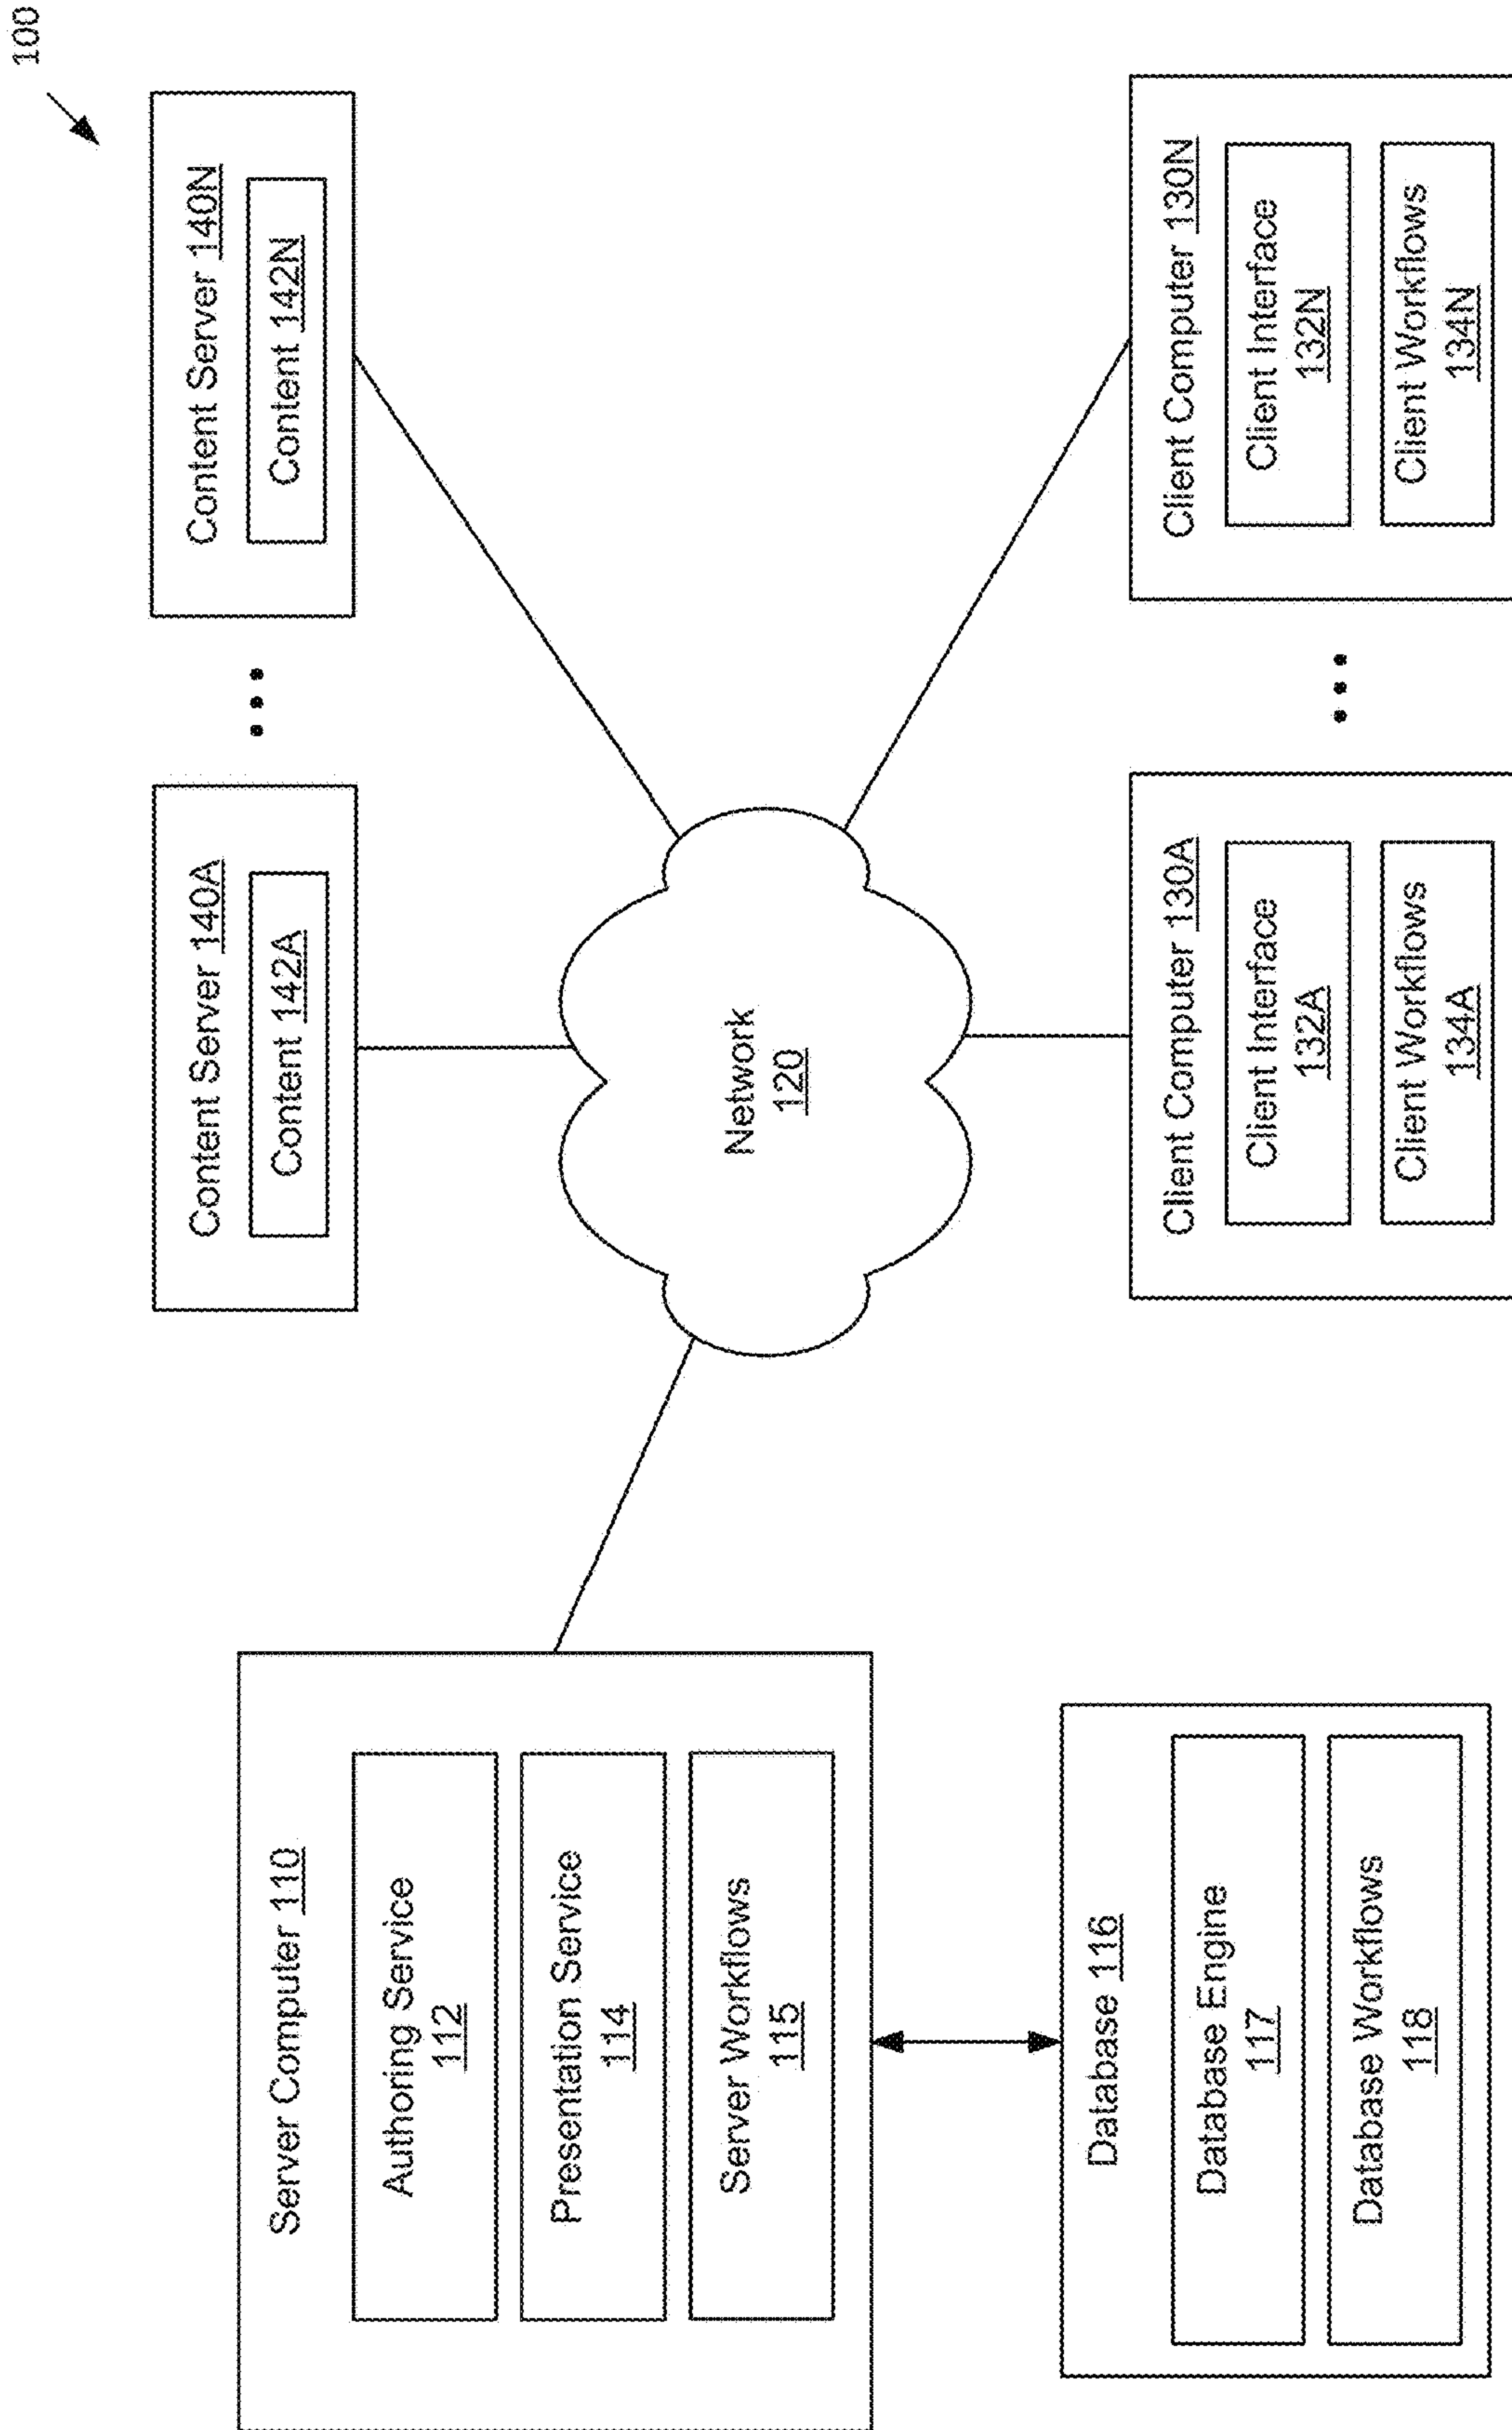 100
Server Computer 110
Authoring Service
112
Presentation Service
114
Server Workflows
115
Database 116
Database Engine
117
Database Workflows
118
Network
120
Content Server 140A
Content 142A
...
Content Server 140N
Content 142N
Client Computer 130A
Client Interface
132A
Client Workflows
134A
...
Client Computer 130N
Client Interface
132N
Client Workflows
134N